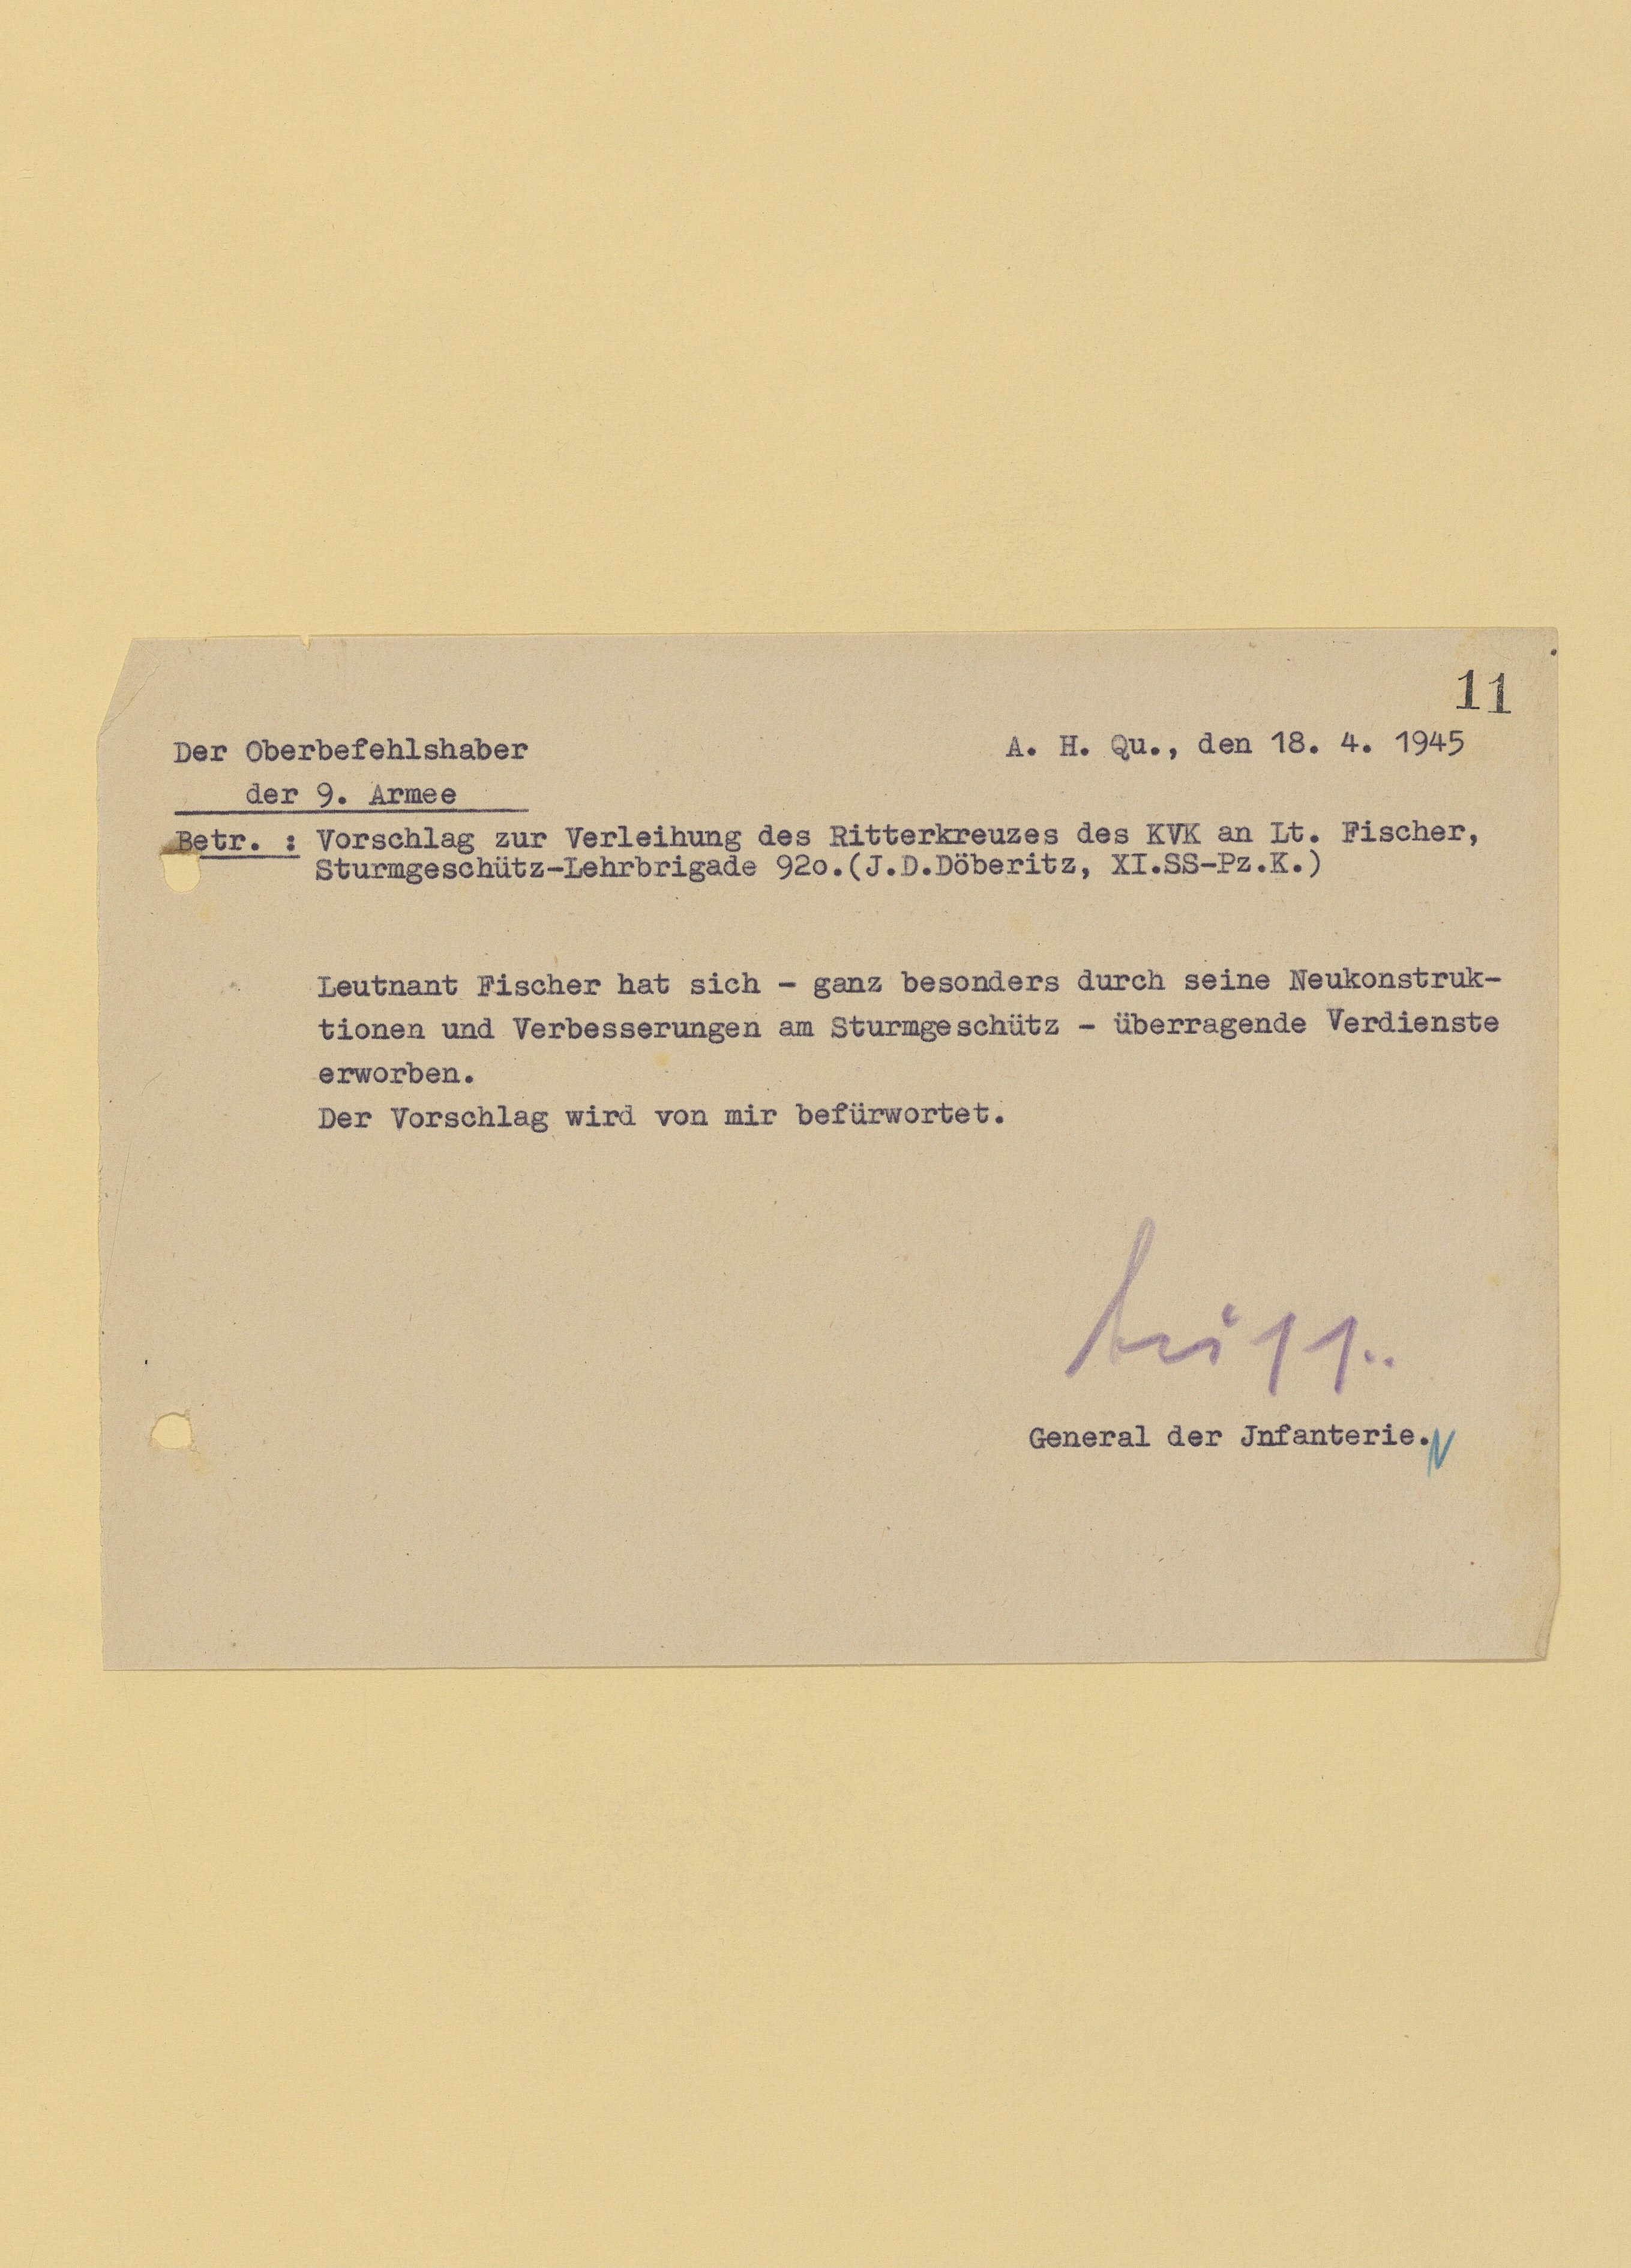 11
Der Oberbefehlshaber
A. H. Qu., den 18. 4. 1945
der 9. Armee
Betr. : Vorschlag zur Verleihung des Ritterkreuzes des KVK an Lt. Fischer,
Sturmgeschütz-Lehrbrigade 92o.(J.D.Döberitz, XI.SS-Pz.K.)
Leutnant Fischer hat sich - ganz besonders durch seine Neukonstruk-
tionen und Verbesserungen am Sturmgeschütz - überragende Verdienste
erworben.
Der Vorschlag wird von mir befürwortet.
General der Jnfanterie.